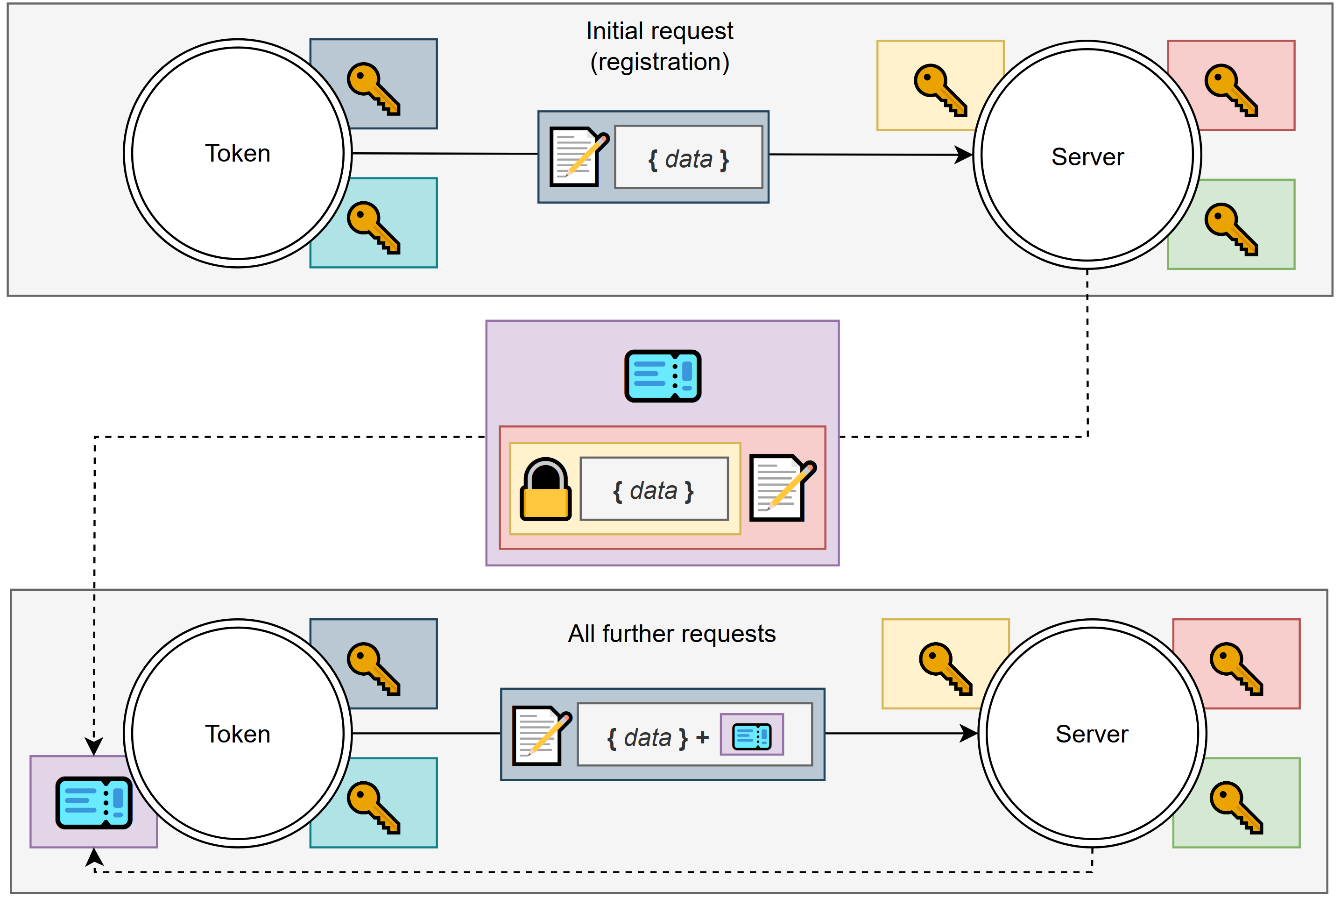 Initial request
(registration)
Token
{ data }
Server
{ data }
All further requests
Token
{ data } +
Server